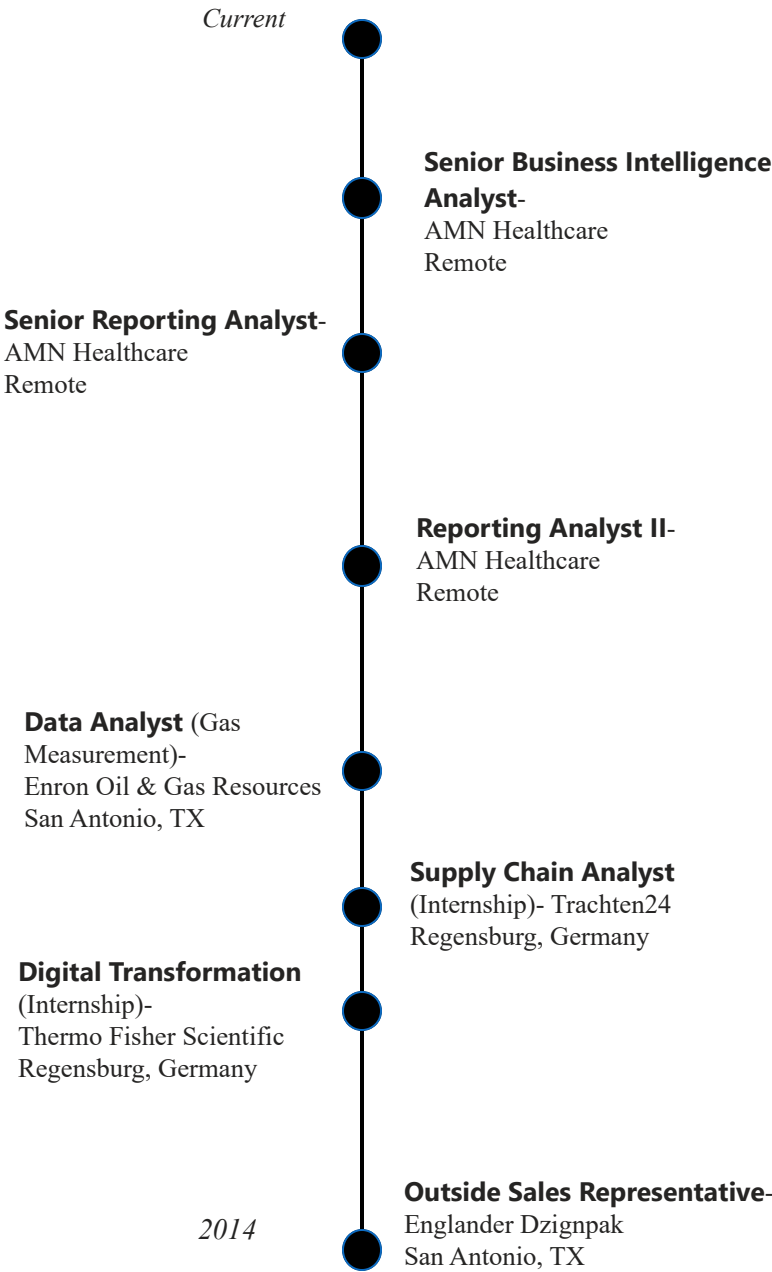 Current
Senior Business Intelligence
Analyst-
AMN Healthcare
Remote
Senior Reporting Analyst-
AMN Healthcare
Remote
Reporting Analyst II-
AMN Healthcare
Remote
Data Analyst (Gas
Measurement)-
Enron Oil & Gas Resources
San Antonio, TX
Supply Chain Analyst
(Internship)- Trachten24
Regensburg, Germany
Digital Transformation
(Internship)-
Thermo Fisher Scientific
Regensburg, Germany
Outside Sales Representative-
Englander Dzignpak
San Antonio, TX
2014